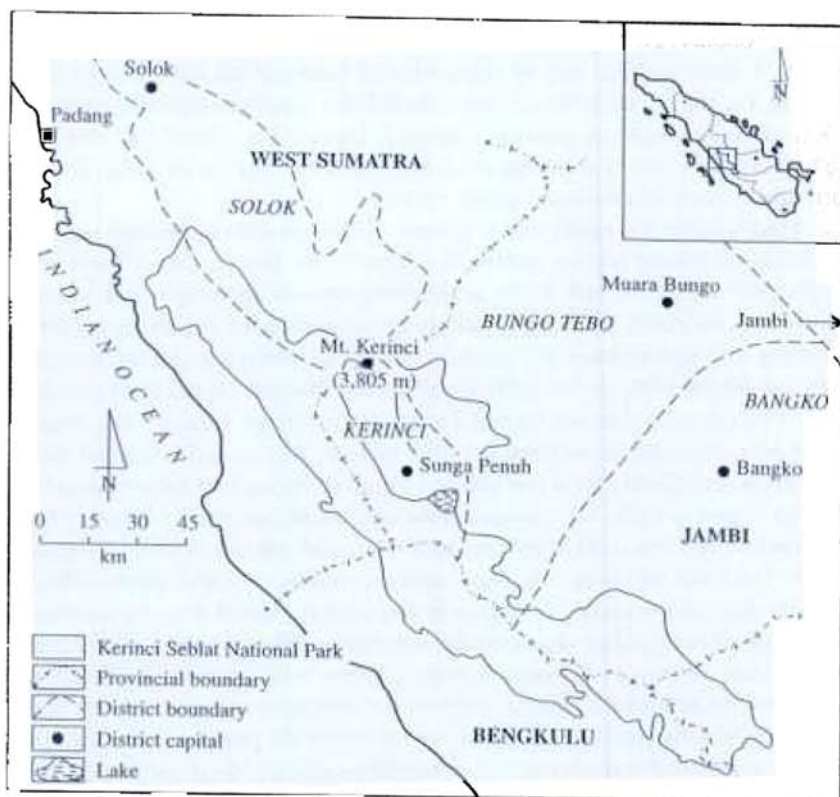 Solok
Padang
WEST SUMATRA
SOLOK
N
INDIAN OCEAN
Muara Bungo
BUNGO TEBO
Jambi
Mt. Kerinci
(3,805 m)
BANGKO
KERINCI
Sunga Penuh
Bangko
N
0 15 30 45
km
JAMBI
Kerinci Seblat National Park
Provincial boundary
District boundary
District capital
Lake
BENGKULU